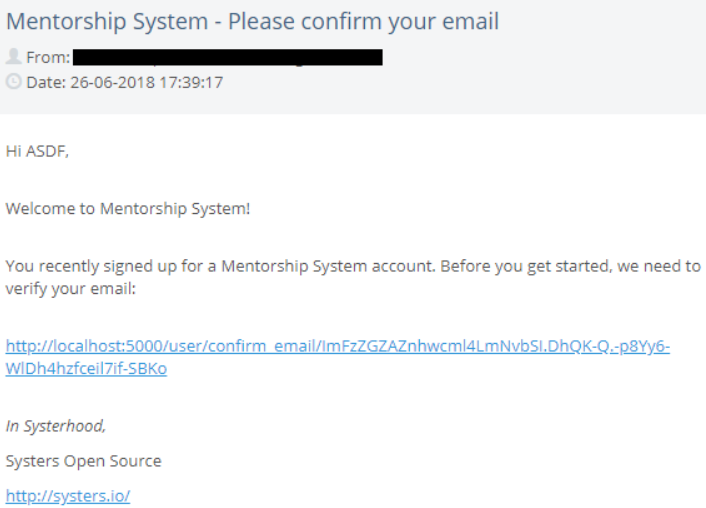 Mentorship System - Please confirm your email
From:
Date: 26-06-2018 17:39:17
Hi ASDF,
Welcome to Mentorship System!
You recently signed up for a Mentorship System account. Before you get started, we need to
verify your email:
http://localhost:5000/user/confirm_email/ImFzZGZAZnhwcml4LmNvbSI.DhQK-Q.-p8Yy6-
WlDh4hzfceil7if-SBKo
In Systerhood,
Systers Open Source
http://systers.io/